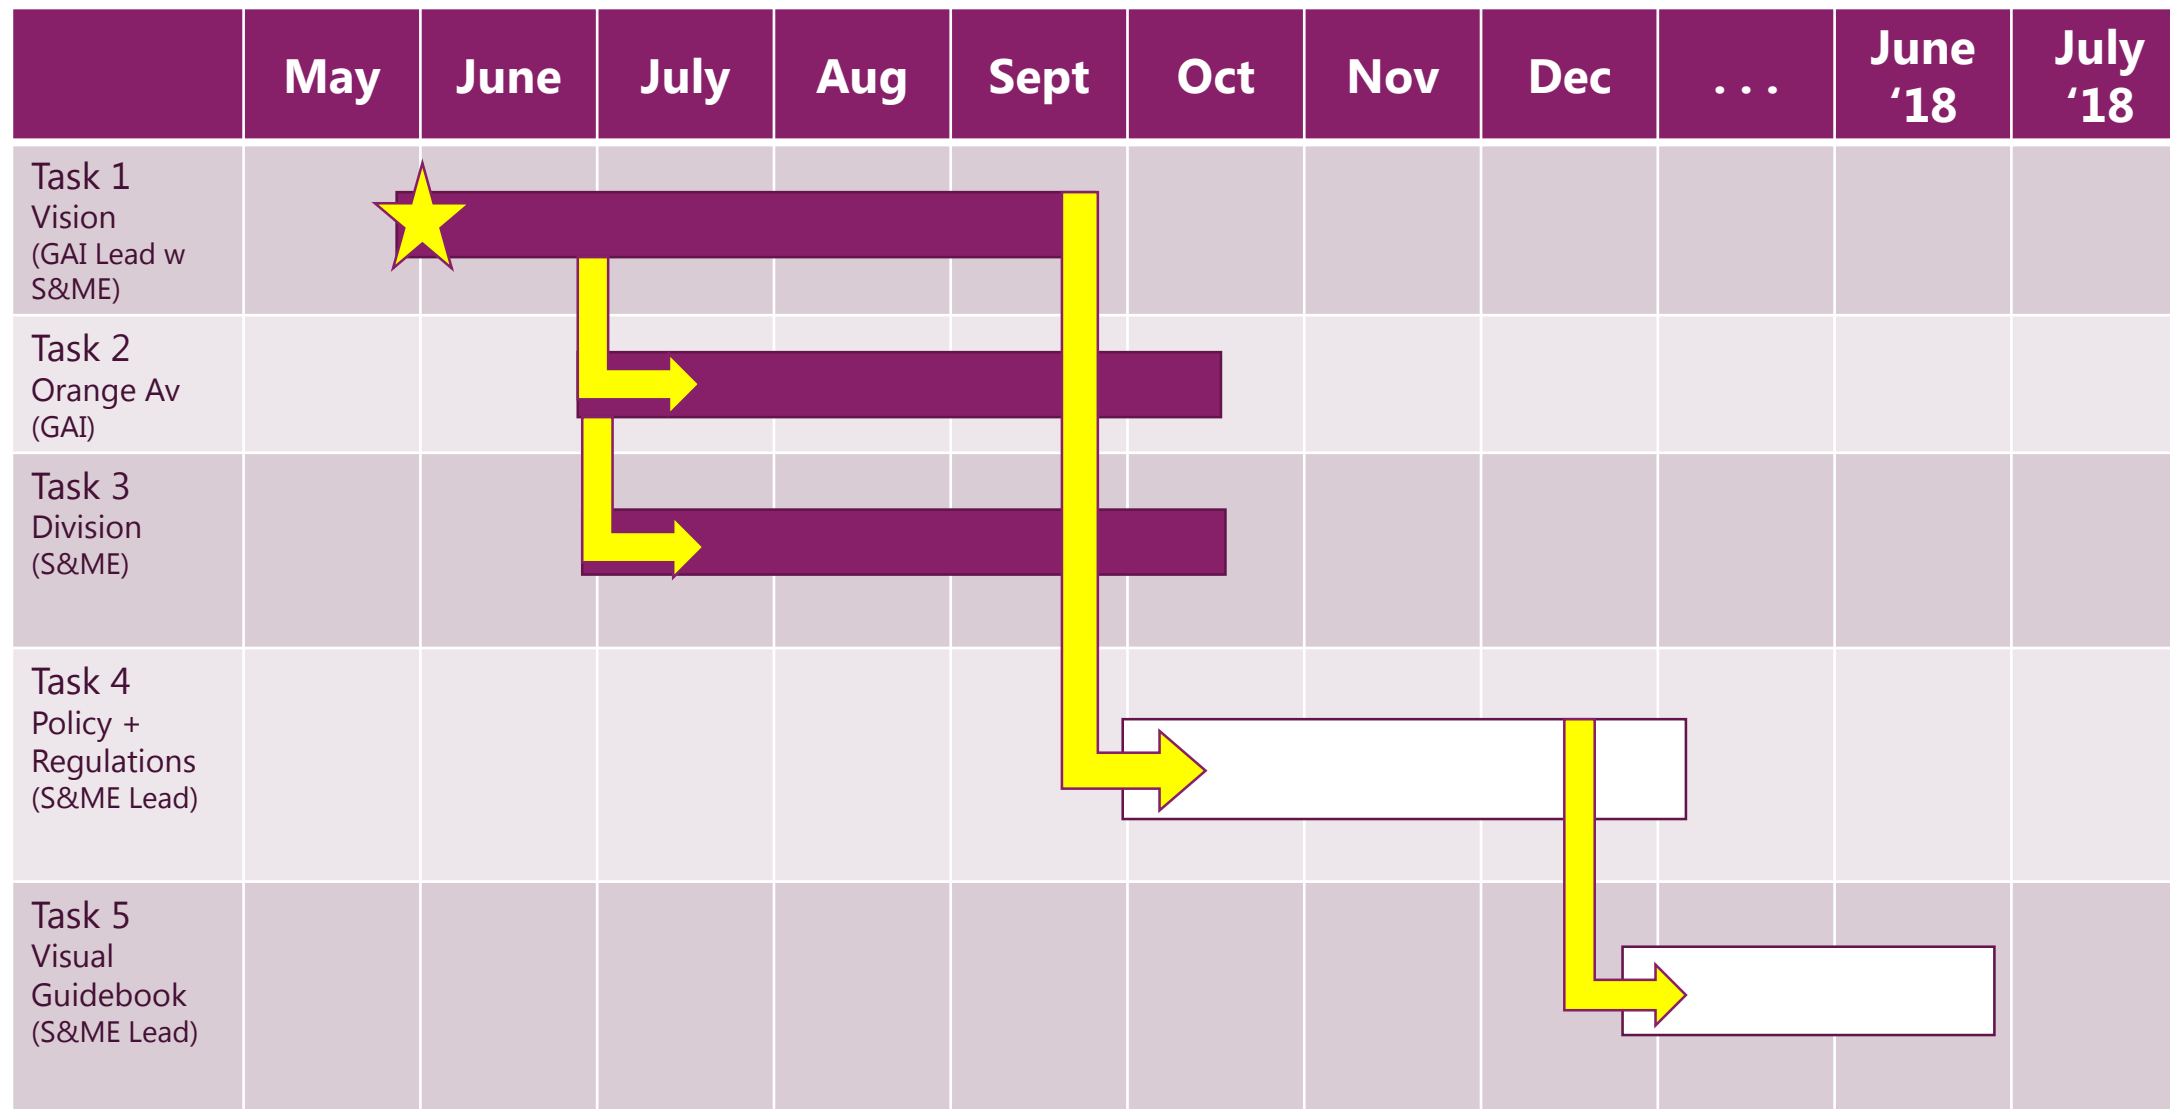 May June July Aug Sept Oct Nov Dec . . . June ‘18 July ‘18
Task 1
Vision
(GAI Lead w
S&ME)
Task 2
Orange Av
(GAI)
Task 3
Division
(S&ME)
Task 4
Policy +
Regulations
(S&ME Lead)
Task 5
Visual
Guidebook
(S&ME Lead)